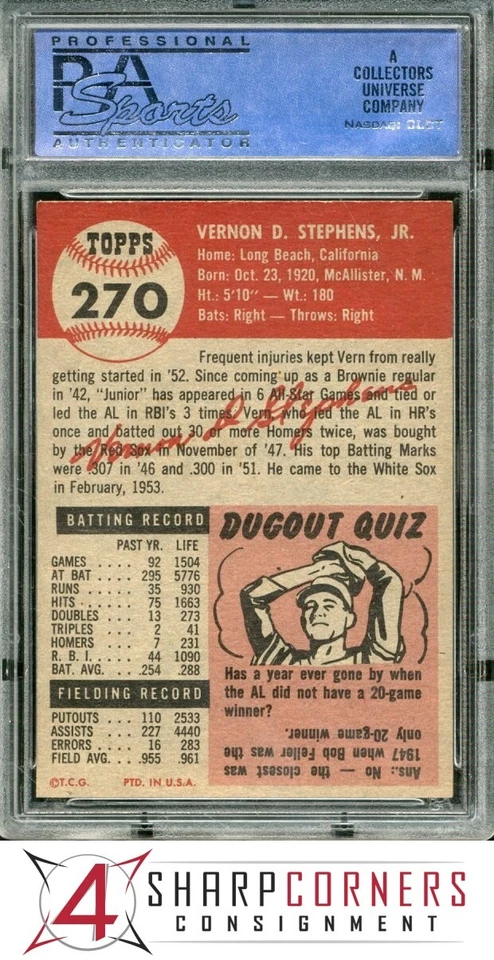 PROFESSIONAL
PSA
Sports
AUTHENTICATOR
A
COLLECTORS
UNIVERSE
COMPANY
NASDAQ: CLCT
TOPPS
270
VERNON D. STEPHENS, JR.
Home: Long Beach, California
Born: Oct. 23, 1920, McAllister, N. M.
Ht.: 5'10" — Wt.: 180
Bats: Right — Throws: Right
Frequent injuries kept Vern from really
getting started in '52. Since coming up as a Brownie regular
in '42, "Junior" has appeared in 6 All-Star Games and tied or
led the AL in RBI's 3 times. Vern, who led the AL in HR's
once and batted out 30 or more Homers twice, was bought
by the Red Sox in November of '47. His top Batting Marks
were .307 in '46 and .300 in '51. He came to the White Sox
in February, 1953.
Vernon D Stephens
BATTING RECORD
PAST YR. LIFE
GAMES . . . . 92 1504
AT BAT . . . . 295 5776
RUNS . . . . 35 930
HITS . . . . 75 1663
DOUBLES . . 13 273
TRIPLES . . . 2 41
HOMERS . . . 7 231
R. B. I. . . . . 44 1090
BAT. AVG. . . .254 .288
FIELDING RECORD
PUTOUTS . . . . 110 2533
ASSISTS . . . . 227 4440
ERRORS . . . . 16 283
FIELD AVG. . . .955 .961
©T.C.G. PTD. IN U.S.A.
DUGOUT QUIZ
Has a year ever gone by when
the AL did not have a 20-game
winner?
Ans.: No — the closest was
1947 when Bob Feller was the
only 20-game winner.
4
SHARPCORNERS
CONSIGNMENT